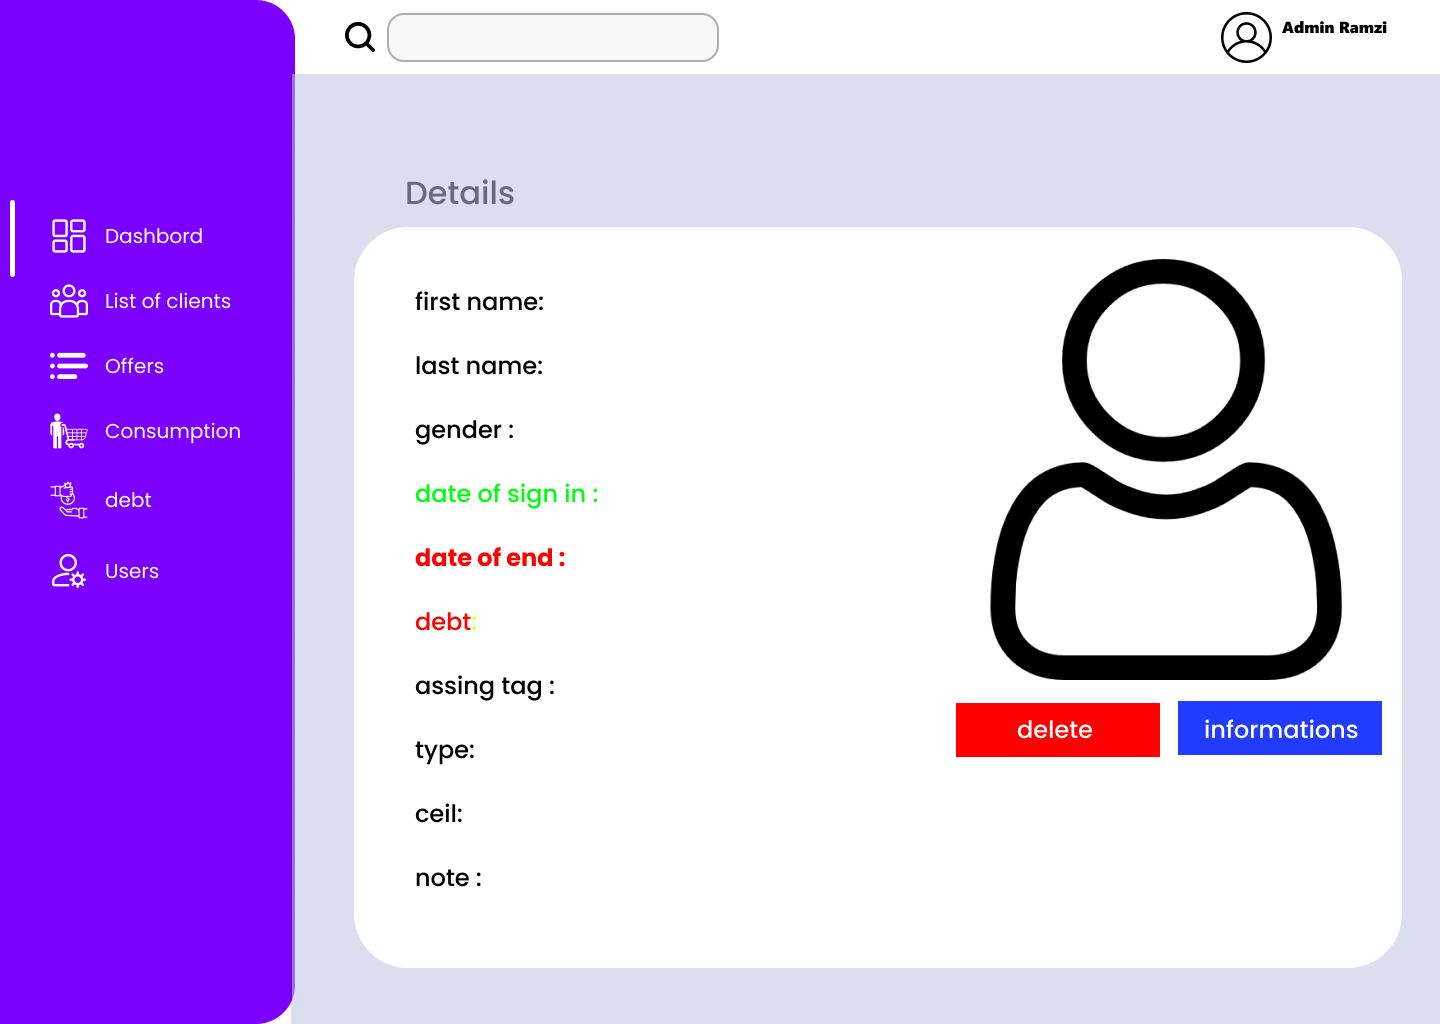 Admin Ramzi
Dashbord
List of clients
Offers
Consumption
debt
Users
Details
first name:
last name:
gender :
date of sign in :
date of end :
debt:
assing tag :
type:
ceil:
note :
delete
informations